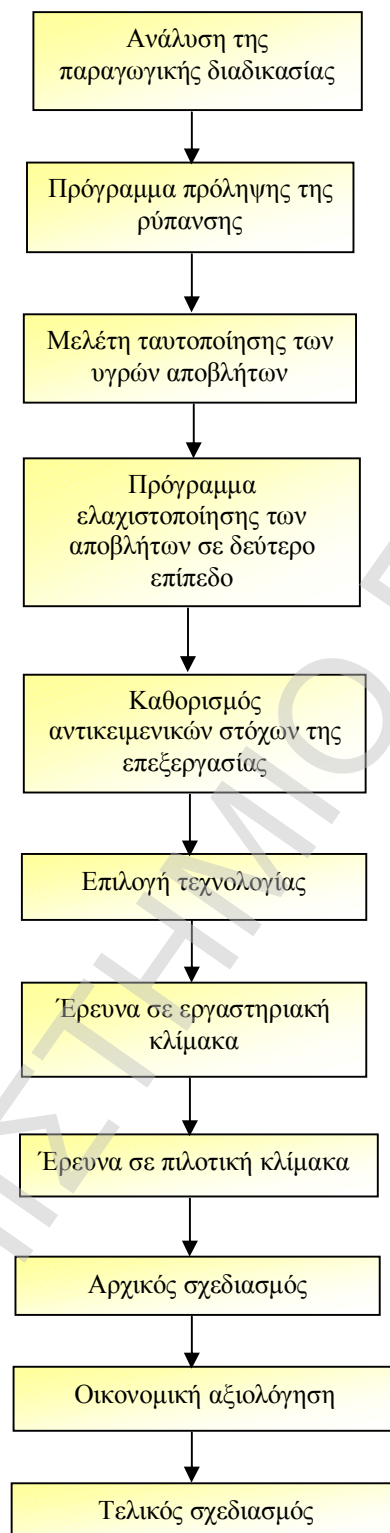 Ανάλυση της
παραγωγικής διαδικασίας
Πρόγραμμα πρόληψης της
ρύπανσης
Μελέτη ταυτοποίησης των
υγρών αποβλήτων
Πρόγραμμα
ελαχιστοποίησης των
αποβλήτων σε δεύτερο
επίπεδο
Καθορισμός
αντικειμενικών στόχων της
επεξεργασίας
Επιλογή τεχνολογίας
Έρευνα σε εργαστηριακή
κλίμακα
Έρευνα σε πιλοτική κλίμακα
Αρχικός σχεδιασμός
Οικονομική αξιολόγηση
Τελικός σχεδιασμός